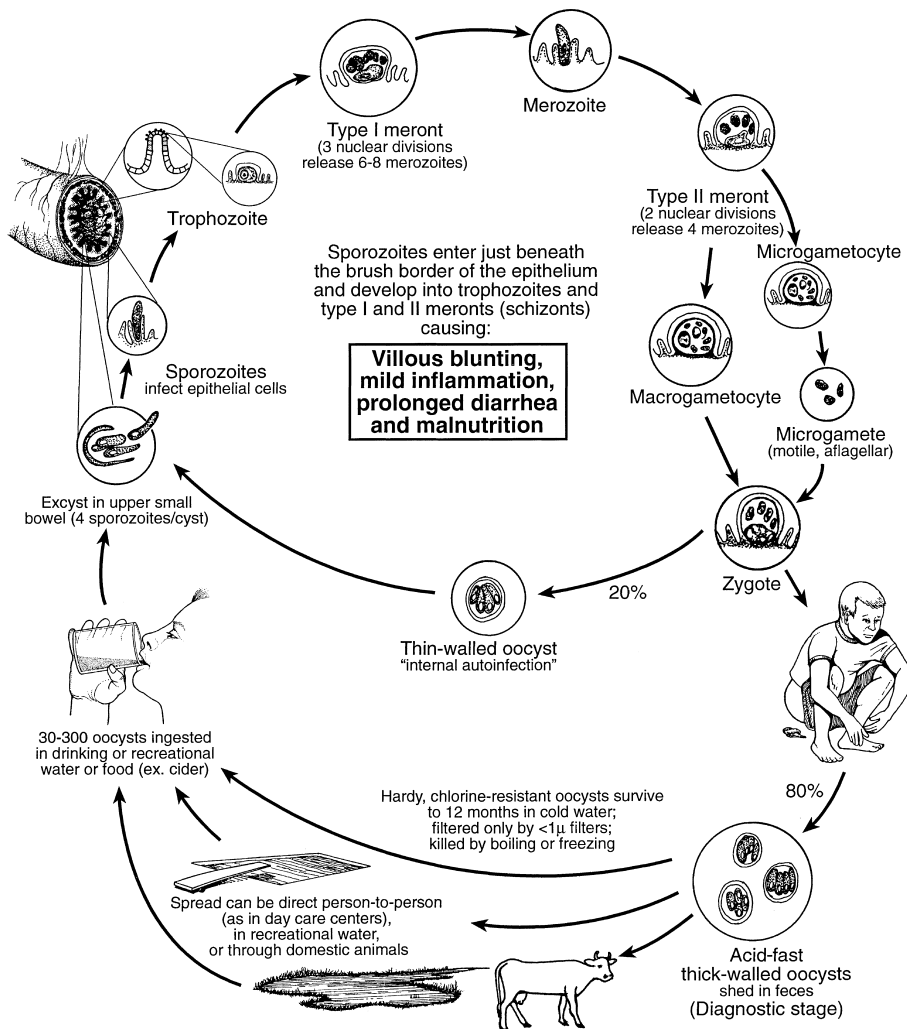 Type I meront
(3 nuclear divisions
release 6-8 merozoites)
Merozoite
Type II meront
(2 nuclear divisions
release 4 merozoites)
Microgametocyte
Trophozoite
Sporozoites enter just beneath
the brush border of the epithelium
and develop into trophozoites and
type I and II meronts (schizonts)
causing:
Villous blunting,
mild inflammation,
prolonged diarrhea
and malnutrition
Sporozoites
infect epithelial cells
Macrogametocyte
Microgamete
(motile, aflagellar)
Excyst in upper small
bowel (4 sporozoites/cyst)
Zygote
20%
Thin-walled oocyst
“internal autoinfection”
30-300 oocysts ingested
in drinking or recreational
water or food (ex. cider)
80%
Hardy, chlorine-resistant oocysts survive
to 12 months in cold water;
filtered only by <1µ filters;
killed by boiling or freezing
Spread can be direct person-to-person
(as in day care centers),
in recreational water,
or through domestic animals
Acid-fast
thick-walled oocysts
shed in feces
(Diagnostic stage)